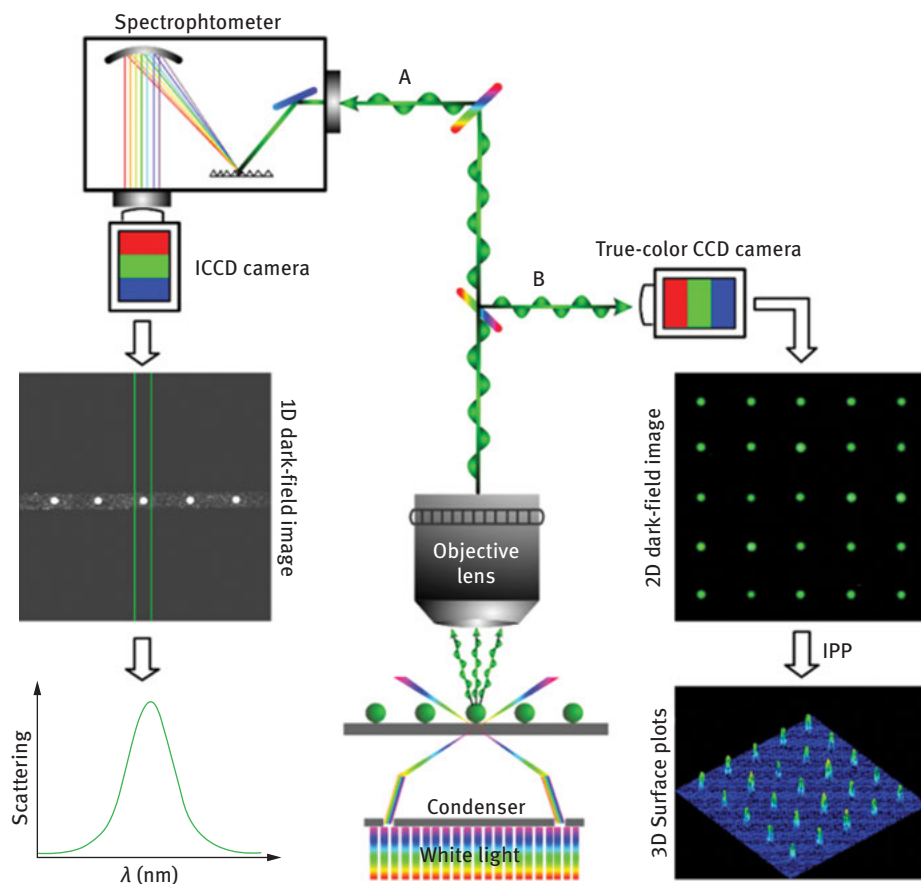 Spectrophtometer
A
ICCD camera
True-color CCD camera
B
1D dark-field image
2D dark-field image
Objective
lens
IPP
Scattering
λ (nm)
Condenser
White light
3D Surface plots